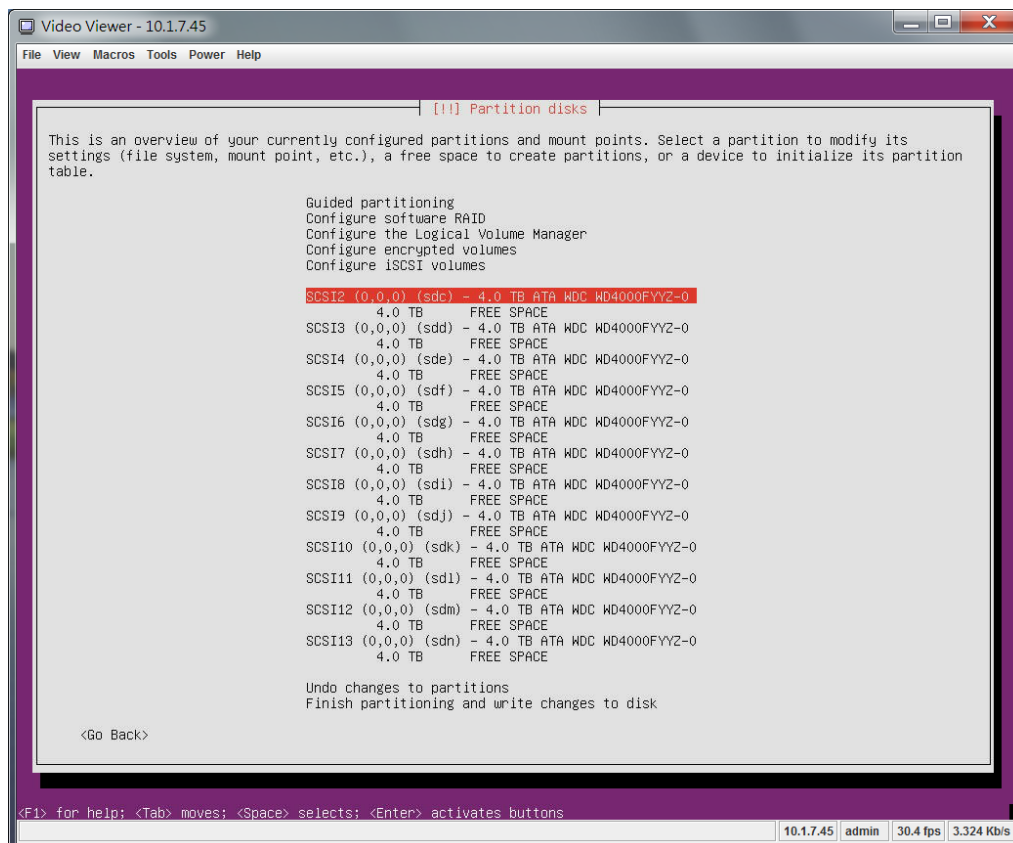 Video Viewer - 10.1.7.45
File View Macros Tools Power Help
[!!] Partition disks
This is an overview of your currently configured partitions and mount points. Select a partition to modify its
settings (file system, mount point, etc.), a free space to create partitions, or a device to initialize its partition
table.
Guided partitioning
Configure software RAID
Configure the Logical Volume Manager
Configure encrypted volumes
Configure iSCSI volumes
SCSI2 (0,0,0) (sdc) - 4.0 TB ATA WDC WD4000FYYZ-0
4.0 TB FREE SPACE
SCSI3 (0,0,0) (sdd) - 4.0 TB ATA WDC WD4000FYYZ-0
4.0 TB FREE SPACE
SCSI4 (0,0,0) (sde) - 4.0 TB ATA WDC WD4000FYYZ-0
4.0 TB FREE SPACE
SCSI5 (0,0,0) (sdf) - 4.0 TB ATA WDC WD4000FYYZ-0
4.0 TB FREE SPACE
SCSI6 (0,0,0) (sdg) - 4.0 TB ATA WDC WD4000FYYZ-0
4.0 TB FREE SPACE
SCSI7 (0,0,0) (sdh) - 4.0 TB ATA WDC WD4000FYYZ-0
4.0 TB FREE SPACE
SCSI8 (0,0,0) (sdi) - 4.0 TB ATA WDC WD4000FYYZ-0
4.0 TB FREE SPACE
SCSI9 (0,0,0) (sdj) - 4.0 TB ATA WDC WD4000FYYZ-0
4.0 TB FREE SPACE
SCSI10 (0,0,0) (sdk) - 4.0 TB ATA WDC WD4000FYYZ-0
4.0 TB FREE SPACE
SCSI11 (0,0,0) (sdl) - 4.0 TB ATA WDC WD4000FYYZ-0
4.0 TB FREE SPACE
SCSI12 (0,0,0) (sdm) - 4.0 TB ATA WDC WD4000FYYZ-0
4.0 TB FREE SPACE
SCSI13 (0,0,0) (sdn) - 4.0 TB ATA WDC WD4000FYYZ-0
4.0 TB FREE SPACE
Undo changes to partitions
Finish partitioning and write changes to disk
<Go Back>
<F1> for help; <Tab> moves; <Space> selects; <Enter> activates buttons
10.1.7.45 admin 30.4 fps 3.324 Kb/s